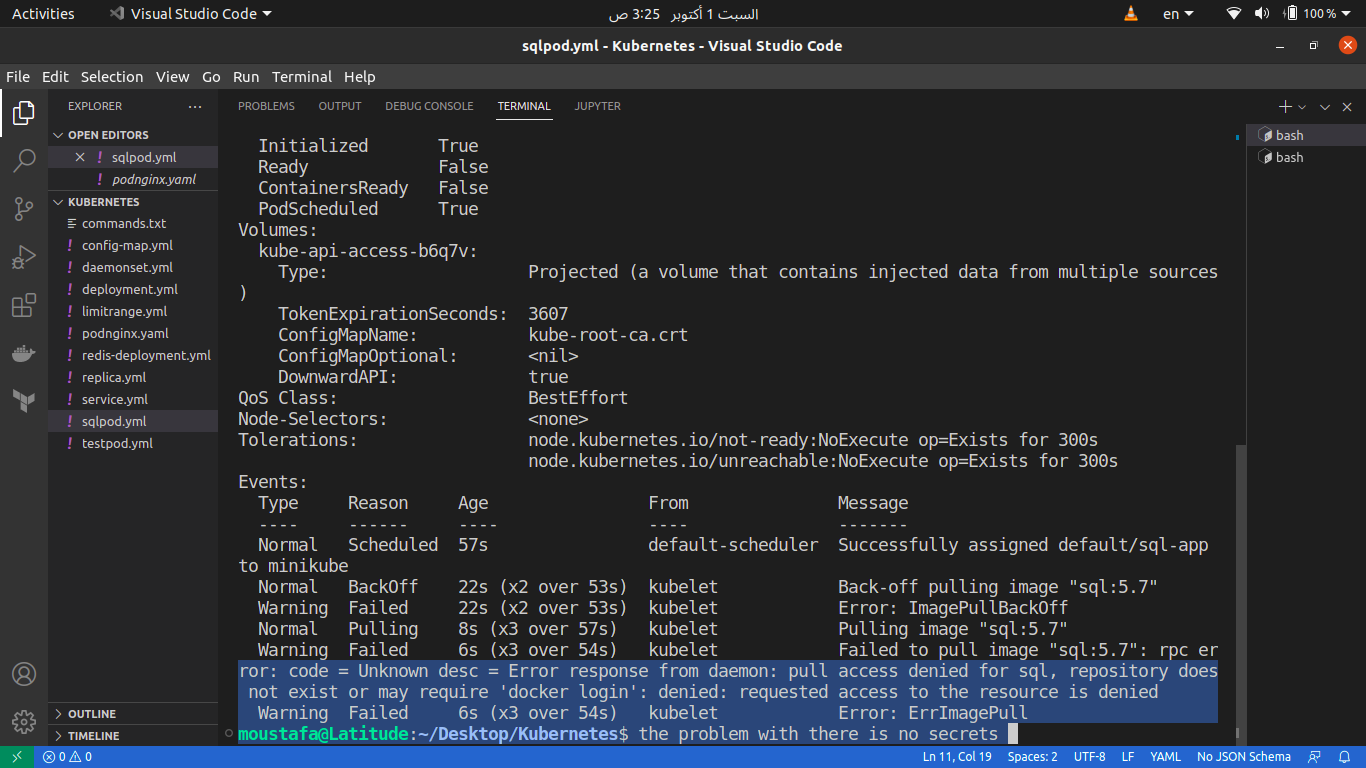 Activities
Visual Studio Code
السبت 1 أكتوبر 3:25 ص
en
100 %
sqlpod.yml - Kubernetes - Visual Studio Code
File Edit Selection View Go Run Terminal Help
EXPLORER
OPEN EDITORS
! sqlpod.yml
! podnginx.yaml
KUBERNETES
commands.txt
! config-map.yml
! daemonset.yml
! deployment.yml
! limitrange.yml
! podnginx.yaml
! redis-deployment.yml
! replica.yml
! service.yml
! sqlpod.yml
! testpod.yml
OUTLINE
TIMELINE
PROBLEMS OUTPUT DEBUG CONSOLE TERMINAL JUPYTER
Initialized True
Ready False
ContainersReady False
PodScheduled True
Volumes:
kube-api-access-b6q7v:
Type: Projected (a volume that contains injected data from multiple sources
)
TokenExpirationSeconds: 3607
ConfigMapName: kube-root-ca.crt
ConfigMapOptional: <nil>
DownwardAPI: true
QoS Class: BestEffort
Node-Selectors: <none>
Tolerations: node.kubernetes.io/not-ready:NoExecute op=Exists for 300s
node.kubernetes.io/unreachable:NoExecute op=Exists for 300s
Events:
Type Reason Age From Message
---- ------ ---- ---- -------
Normal Scheduled 57s default-scheduler Successfully assigned default/sql-app
to minikube
Normal BackOff 22s (x2 over 53s) kubelet Back-off pulling image "sql:5.7"
Warning Failed 22s (x2 over 53s) kubelet Error: ImagePullBackOff
Normal Pulling 8s (x3 over 57s) kubelet Pulling image "sql:5.7"
Warning Failed 6s (x3 over 54s) kubelet Failed to pull image "sql:5.7": rpc er
ror: code = Unknown desc = Error response from daemon: pull access denied for sql, repository does
not exist or may require 'docker login': denied: requested access to the resource is denied
Warning Failed 6s (x3 over 54s) kubelet Error: ErrImagePull
moustafa@Latitude:~/Desktop/Kubernetes$ the problem with there is no secrets
bash
bash
0 0
Ln 11, Col 19 Spaces: 2 UTF-8 LF YAML No JSON Schema